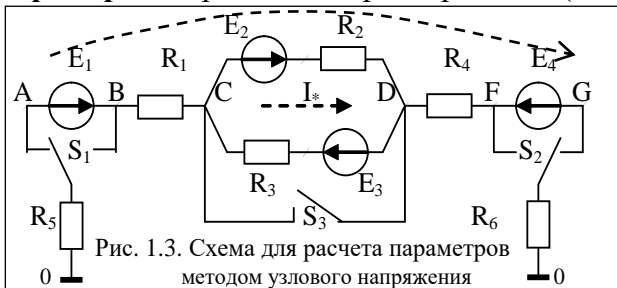 E₁
R₁
E₂
R₂
R₄
E₄
A
B
C
I*
D
F
G
S₁
R₃
E₃
S₂
R₅
S₃
R₆
Рис. 1.3. Схема для расчета параметров
0
методом узлового напряжения
0